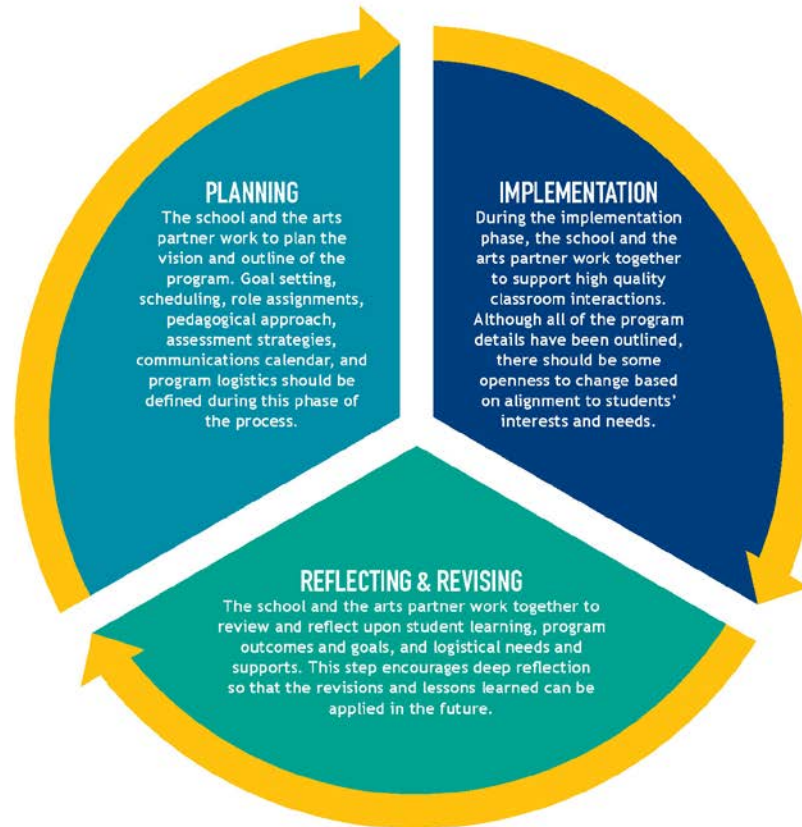 PLANNING
The school and the arts
partner work to plan the
vision and outline of the
program. Goal setting,
scheduling, role assignments,
pedagogical approach,
assessment strategies,
communications calendar, and
program logistics should be
defined during this phase of
the process.
IMPLEMENTATION
During the implementation
phase, the school and the
arts partner work together
to support high quality
classroom interactions.
Although all of the program
details have been outlined,
there should be some
openness to change based
on alignment to students’
interests and needs.
REFLECTING & REVISING
The school and the arts partner work together to
review and reflect upon student learning, program
outcomes and goals, and logistical needs and
supports. This step encourages deep reflection
so that the revisions and lessons learned can be
applied in the future.